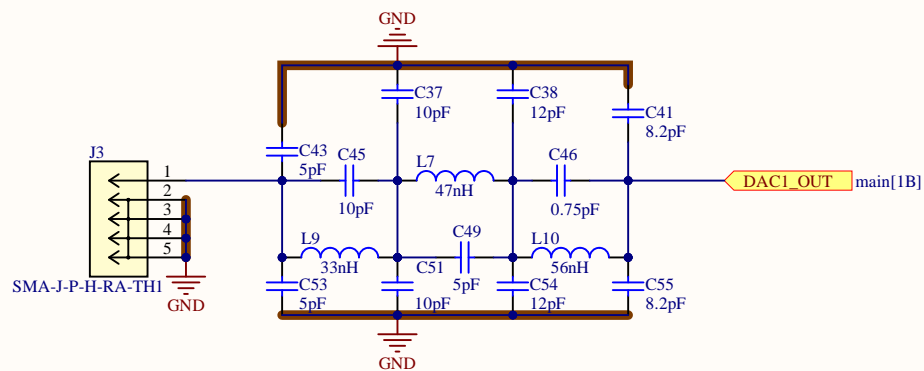 GND
C37
10pF
C38
12pF
C41
8.2pF
J3
C43
5pF
C45
10pF
L7
47nH
C46
0.75pF
1
2
3
4
5
DAC1_OUT
main[1B]
L9
33nH
C49
5pF
L10
56nH
C51
10pF
C53
5pF
C54
12pF
C55
8.2pF
SMA-J-P-H-RA-TH1
GND
GND